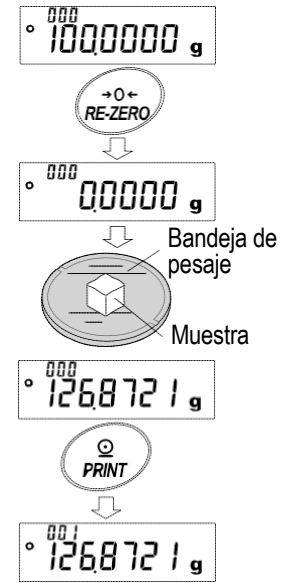 000
100.0000 g
→0←
RE-ZERO
000
0.0000 g
Bandeja de
pesaje
Muestra
000
126.8721 g
PRINT
001
126.8721 g